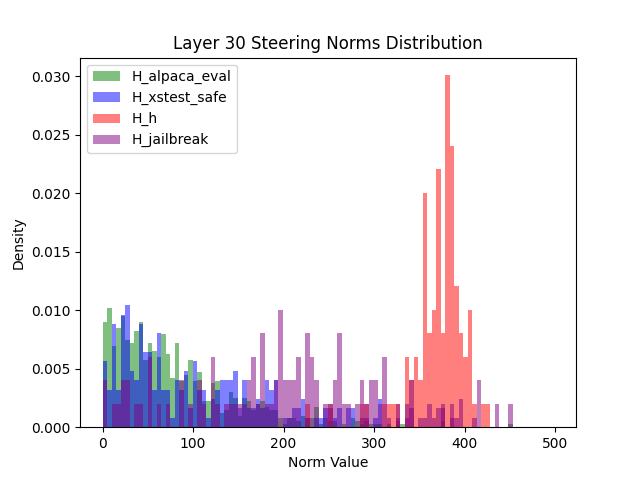 Layer 30 Steering Norms Distribution
H_alpaca_eval
H_xstest_safe
H_h
H_jailbreak
Density
0.030
0.025
0.020
0.015
0.010
0.005
0.000
0 100 200 300 400 500
Norm Value